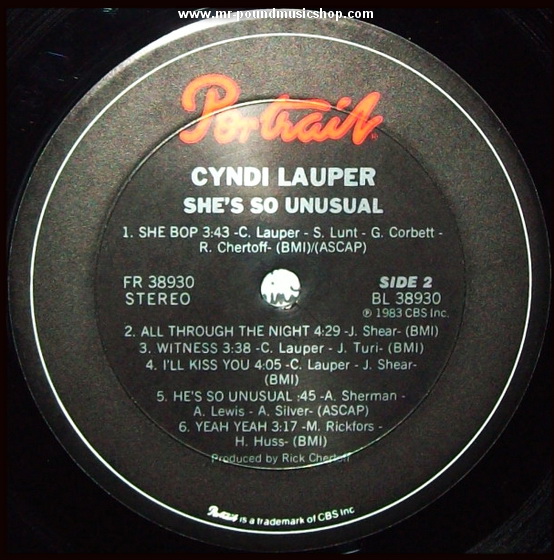 www.mr-poundmusicshop.com
Portrait
CYNDI LAUPER
SHE'S SO UNUSUAL
1. SHE BOP 3:43 -C. Lauper - S. Lunt - G. Corbett -
R. Chertoff- (BMI)/(ASCAP)
FR 38930 SIDE 2
STEREO BL 38930
℗ 1983 CBS Inc.
2. ALL THROUGH THE NIGHT 4:29 -J. Shear- (BMI)
3. WITNESS 3:38 -C. Lauper - J. Turi- (BMI)
4. I'LL KISS YOU 4:05 -C. Lauper - J. Shear-
(BMI)
5. HE'S SO UNUSUAL :45 -A. Sherman -
A. Lewis - A. Silver- (ASCAP)
6. YEAH YEAH 3:17 -M. Rickfors -
H. Huss- (BMI)
Produced by Rick Chertoff
Portrait is a trademark of CBS Inc